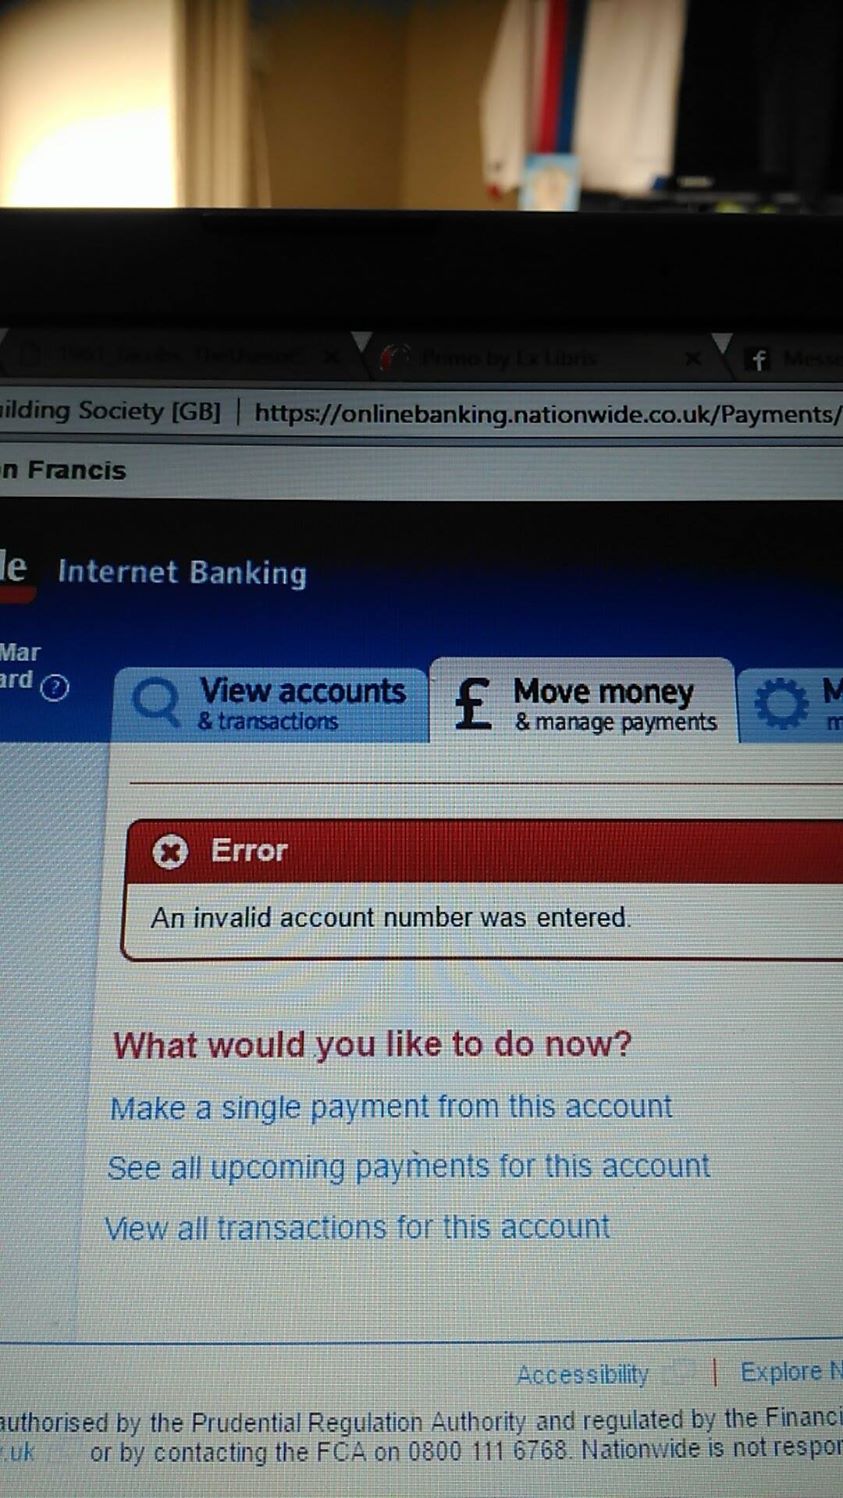 Primo by Ex Libris
f Mess
ilding Society [GB] | https://onlinebanking.nationwide.co.uk/Payments/
n Francis
le Internet Banking
Mar
ard ?
View accounts
& transactions
£ Move money
& manage payments
M
m
Error
An invalid account number was entered.
What would you like to do now?
Make a single payment from this account
See all upcoming payments for this account
View all transactions for this account
Accessibility | Explore N
authorised by the Prudential Regulation Authority and regulated by the Financi
.uk or by contacting the FCA on 0800 111 6768. Nationwide is not respon